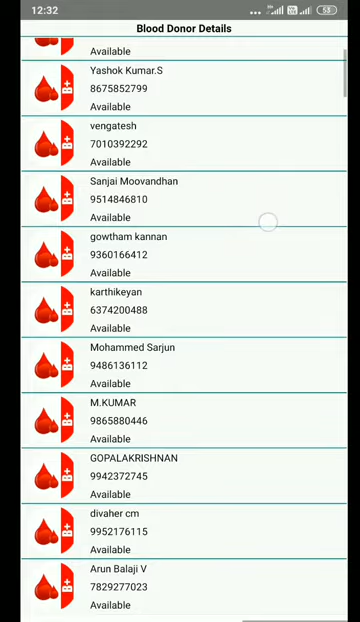 12:32
53
Blood Donor Details
Available
Yashok Kumar.S
B+
8675852799
Available
vengatesh
B+
7010392292
Available
Sanjai Moovandhan
B+
9514846810
Available
gowtham kannan
B+
9360166412
Available
karthikeyan
B+
6374200488
Available
Mohammed Sarjun
B+
9486136112
Available
M.KUMAR
B+
9865880446
Available
GOPALAKRISHNAN
B+
9942372745
Available
divaher cm
B+
9952176115
Available
Arun Balaji V
B+
7829277023
Available